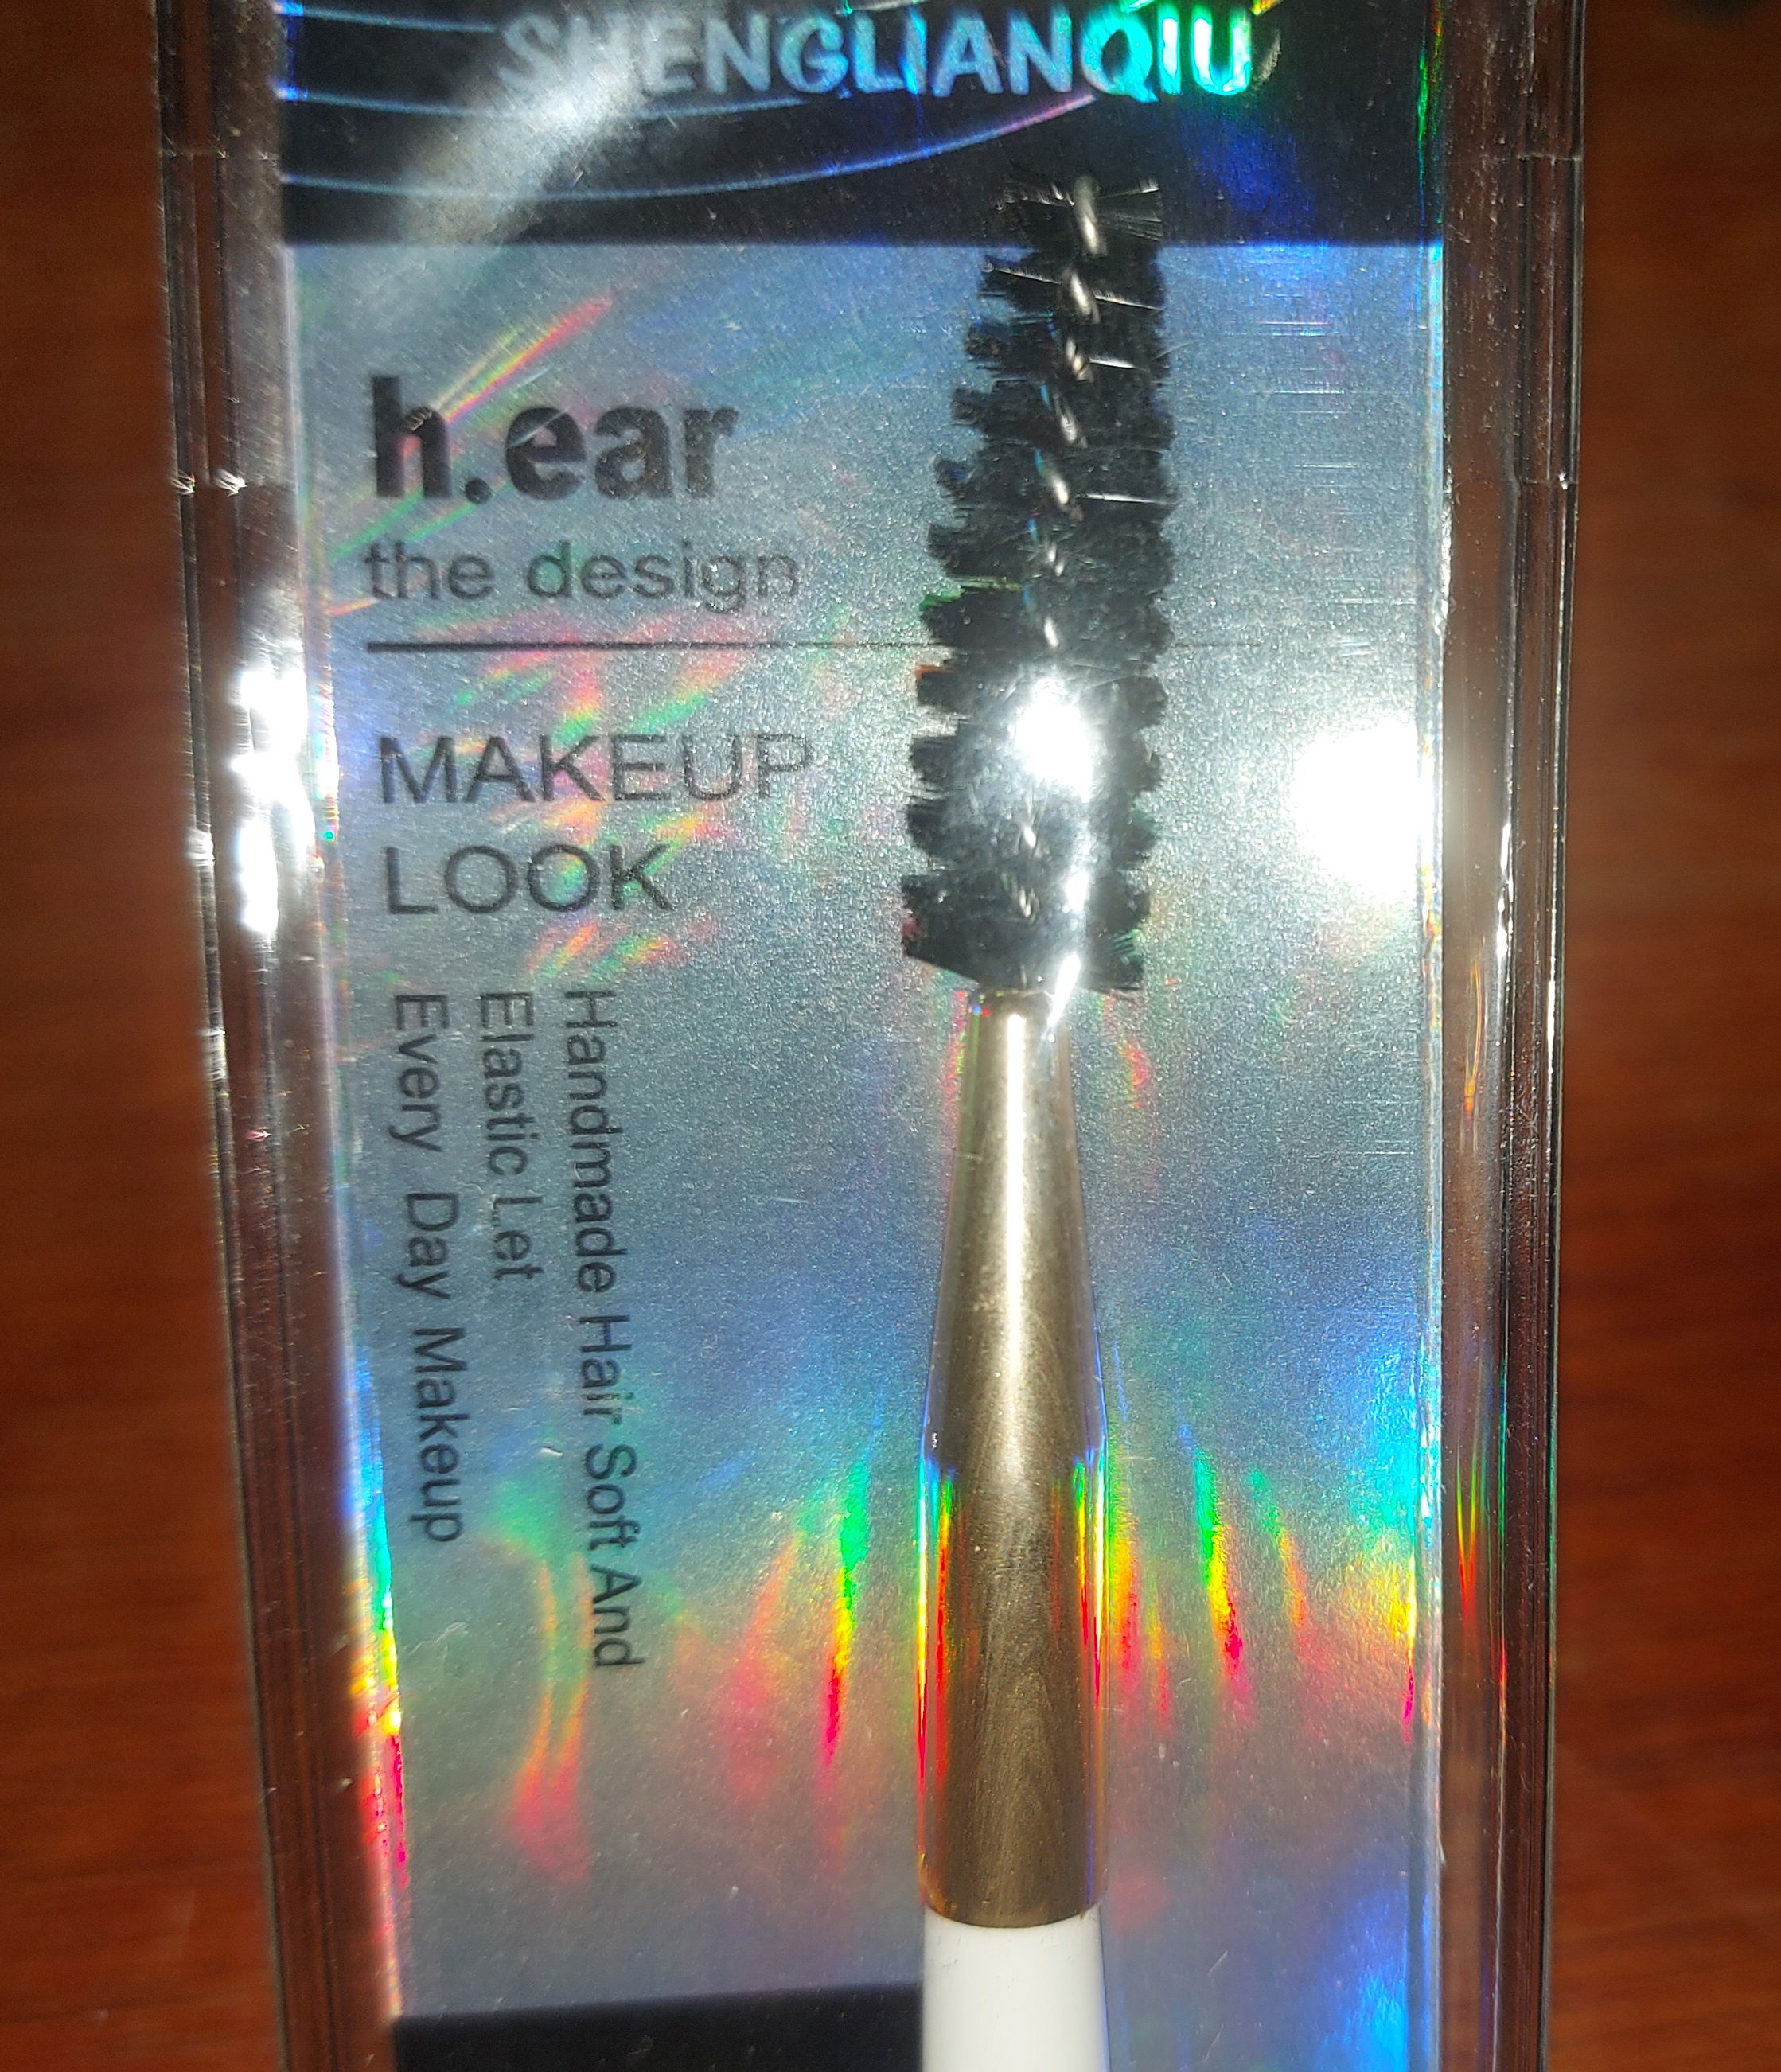 SHENGLIANQIU
h.ear
the design
MAKEUP
LOOK
Handmade Hair Soft And
Elastic Let
Every Day Makeup